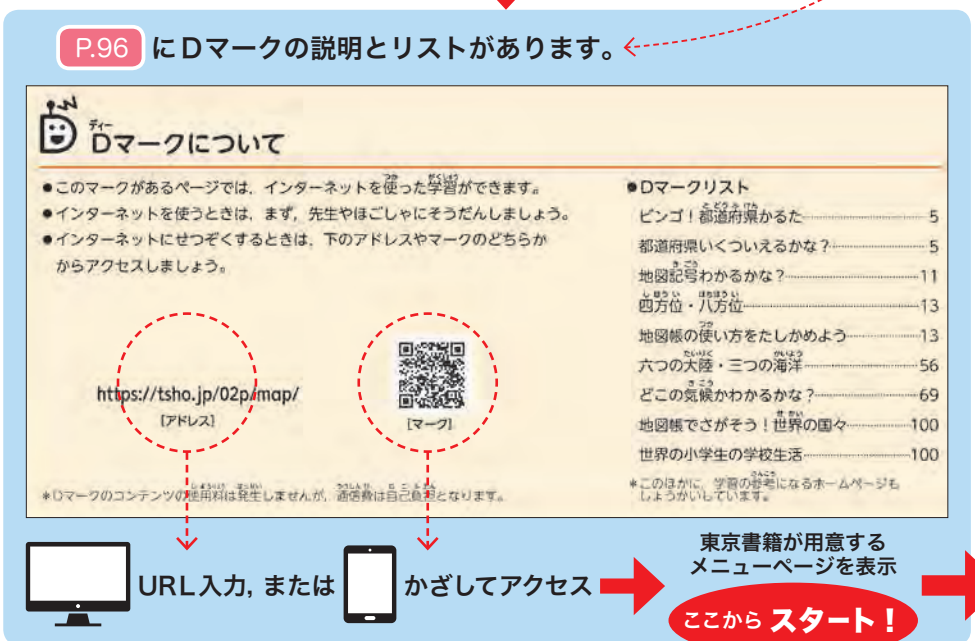 P.96 にDマークの説明とリストがあります。
ディー
Dマークについて
●このマークがあるページでは，インターネットを使った学習ができます。
●インターネットを使うときは，まず，先生やほごしゃにそうだんしましょう。
●インターネットにせつぞくするときは，下のアドレスやマークのどちらか
からアクセスしましょう。
https://tsho.jp/02p/map/
[アドレス]
[マーク]
*Dマークのコンテンツの使用料は発生しませんが，通信費は自己負担となります。
●Dマークリスト
ビンゴ！都道府県かるた 5
都道府県いくついえるかな？ 5
地図記号わかるかな？ 11
四方位・八方位 13
地図帳の使い方をたしかめよう 13
六つの大陸・三つの海洋 56
どこの気候かわかるかな？ 69
地図帳でさがそう！世界の国々 100
世界の小学生の学校生活 100
*このほかに，学習の参考になるホームページも
しょうかいしています。
URL入力，または かざしてアクセス
東京書籍が用意する
メニューページを表示
ここから スタート！